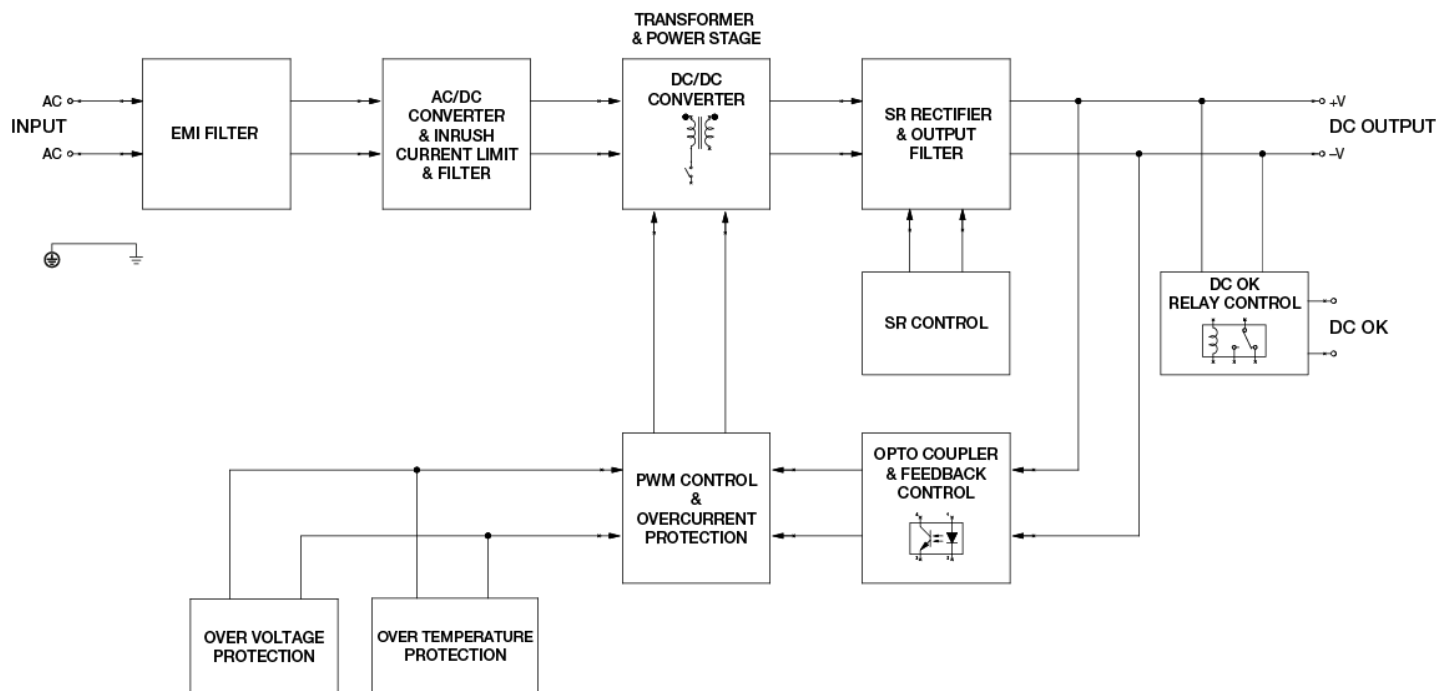 TRANSFORMER
& POWER STAGE
AC
INPUT
AC
EMI FILTER
AC/DC
CONVERTER
& INRUSH
CURRENT LIMIT
& FILTER
DC/DC
CONVERTER
SR RECTIFIER
& OUTPUT
FILTER
+V
DC OUTPUT
–V
SR CONTROL
DC OK
RELAY CONTROL
DC OK
PWM CONTROL
&
OVERCURRENT
PROTECTION
OPTO COUPLER
& FEEDBACK
CONTROL
OVER VOLTAGE
PROTECTION
OVER TEMPERATURE
PROTECTION